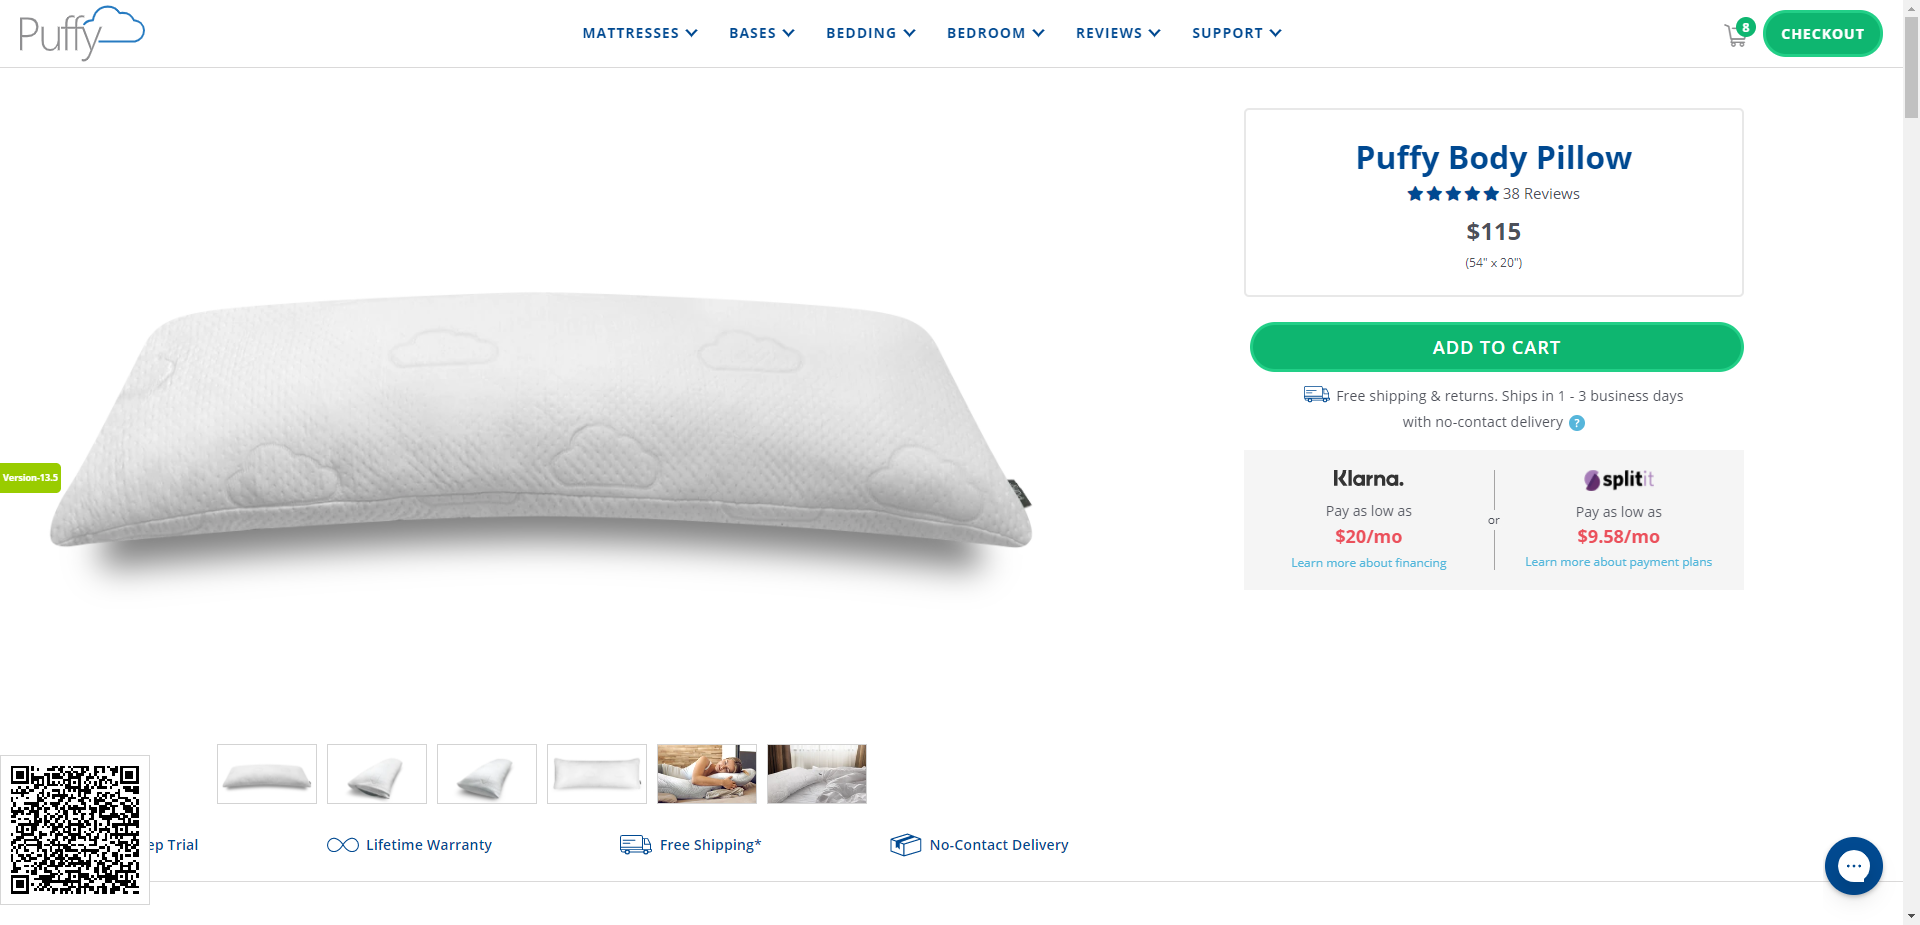 Puffy
MATTRESSES
BASES
BEDDING
BEDROOM
REVIEWS
SUPPORT
8
CHECKOUT
Puffy Body Pillow
38 Reviews
$115
(54" x 20")
ADD TO CART
Free shipping & returns. Ships in 1 - 3 business days
with no-contact delivery ?
Klarna.
Pay as low as
$20/mo
Learn more about financing
or
splitit
Pay as low as
$9.58/mo
Learn more about payment plans
Version-13.5
ep Trial
Lifetime Warranty
Free Shipping*
No-Contact Delivery